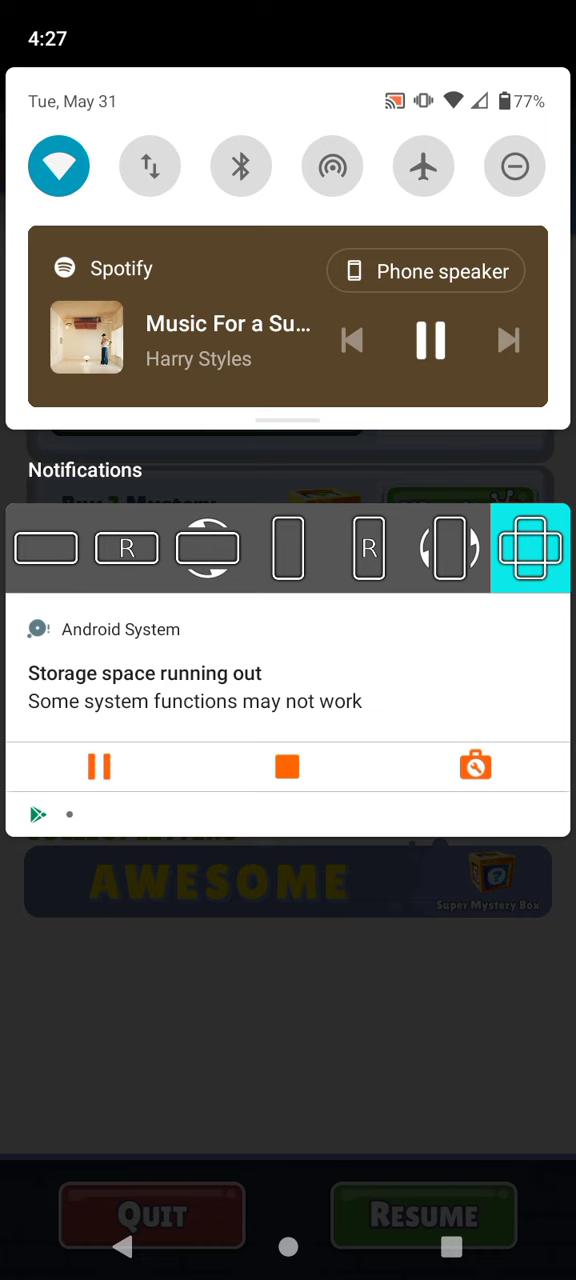 4:27
Tue, May 31
77%
Spotify
Phone speaker
Music For a Su...
Harry Styles
Notifications
R
R
Android System
Storage space running out
Some system functions may not work
AWESOME
Super Mystery Box
QUIT
RESUME